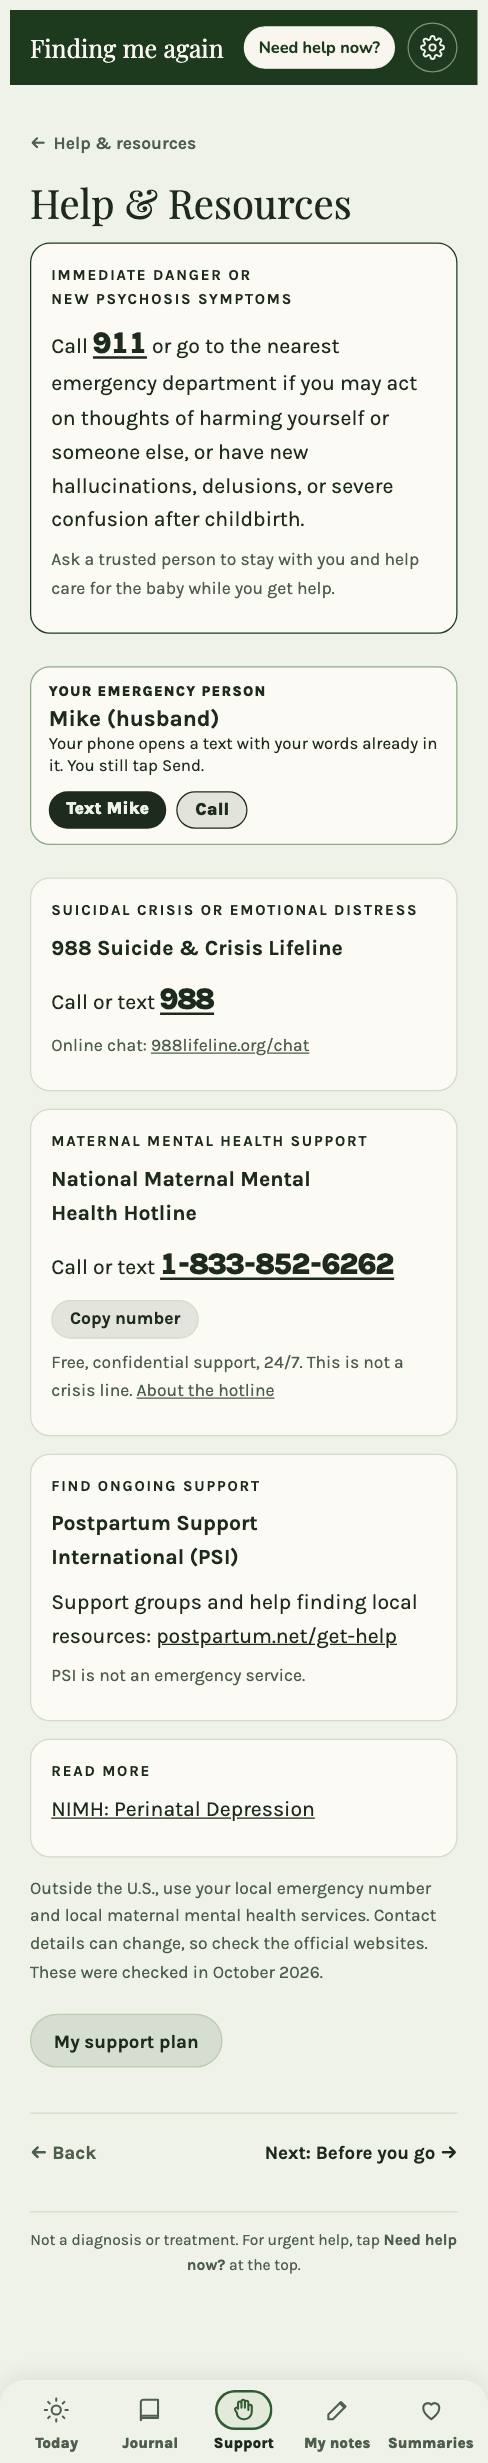 Finding me again
Need help now?
← Help & resources
Help & Resources
IMMEDIATE DANGER OR
NEW PSYCHOSIS SYMPTOMS
Call 911 or go to the nearest
emergency department if you may act
on thoughts of harming yourself or
someone else, or have new
hallucinations, delusions, or severe
confusion after childbirth.
Ask a trusted person to stay with you and help
care for the baby while you get help.
YOUR EMERGENCY PERSON
Mike (husband)
Your phone opens a text with your words already in
it. You still tap Send.
Text Mike
Call
SUICIDAL CRISIS OR EMOTIONAL DISTRESS
988 Suicide & Crisis Lifeline
Call or text 988
Online chat: 988lifeline.org/chat
MATERNAL MENTAL HEALTH SUPPORT
National Maternal Mental
Health Hotline
Call or text 1-833-852-6262
Copy number
Free, confidential support, 24/7. This is not a
crisis line. About the hotline
FIND ONGOING SUPPORT
Postpartum Support
International (PSI)
Support groups and help finding local
resources: postpartum.net/get-help
PSI is not an emergency service.
READ MORE
NIMH: Perinatal Depression
Outside the U.S., use your local emergency number
and local maternal mental health services. Contact
details can change, so check the official websites.
These were checked in October 2026.
My support plan
← Back
Next: Before you go →
Not a diagnosis or treatment. For urgent help, tap Need help
now? at the top.
Today
Journal
Support
My notes
Summaries